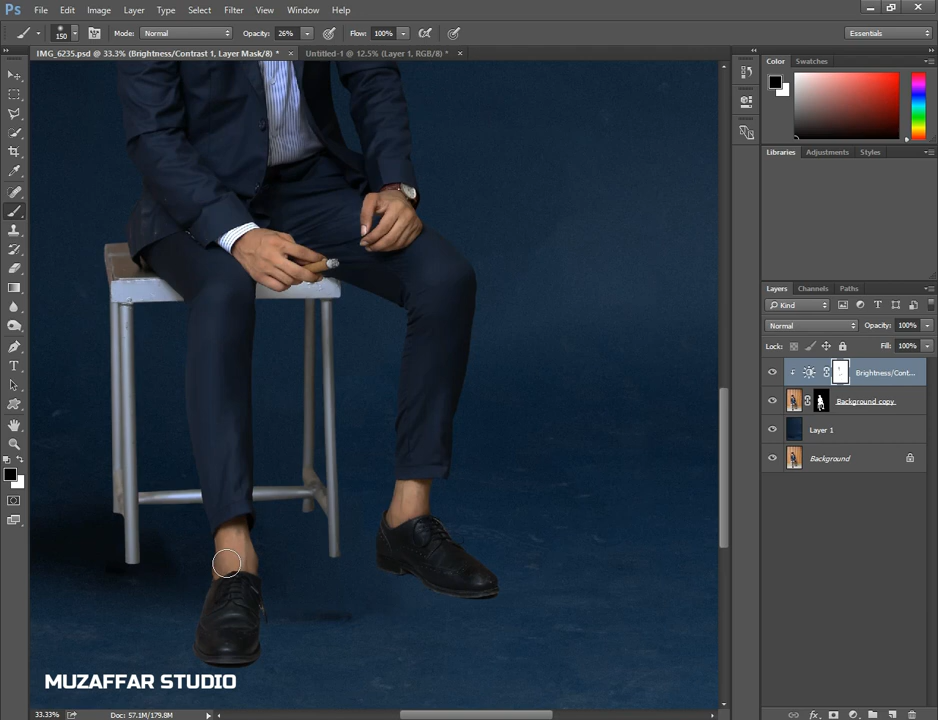 Ps File Edit Image Layer Type Select Filter View Window Help
150 Mode: Normal Opacity: 26% Flow: 100% Essentials
IMG_6235.psd @ 33.3% (Brightness/Contrast 1, Layer Mask/8) * × Untitled-1 @ 12.5% (Layer 1, RGB/8) * ×
Color Swatches
Libraries Adjustments Styles
Layers Channels Paths
Kind
Normal Opacity: 100%
Lock: Fill: 100%
Brightness/Cont...
Background copy
Layer 1
Background
MUZAFFAR STUDIO
33.33% Doc: 57.1M/179.8M